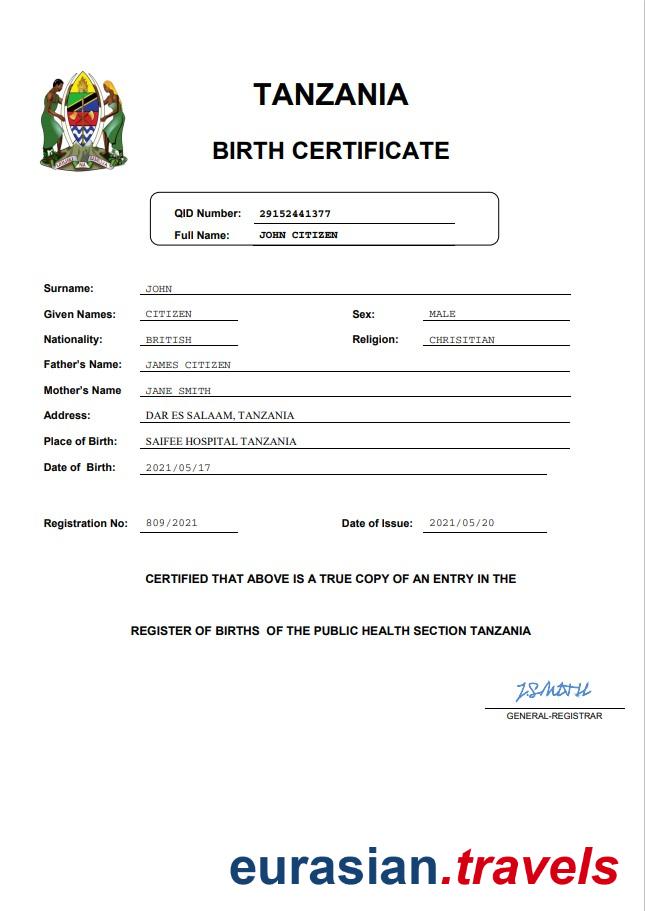 TANZANIA
BIRTH CERTIFICATE
QID Number: 29152441377
Full Name: JOHN CITIZEN
Surname: JOHN
Given Names: CITIZEN Sex: MALE
Nationality: BRITISH Religion: CHRISITIAN
Father's Name: JAMES CITIZEN
Mother's Name JANE SMITH
Address: DAR ES SALAAM, TANZANIA
Place of Birth: SAIFEE HOSPITAL TANZANIA
Date of Birth: 2021/05/17
Registration No: 809/2021 Date of Issue: 2021/05/20
CERTIFIED THAT ABOVE IS A TRUE COPY OF AN ENTRY IN THE
REGISTER OF BIRTHS OF THE PUBLIC HEALTH SECTION TANZANIA
J.SMITH
GENERAL-REGISTRAR
eurasian.travels